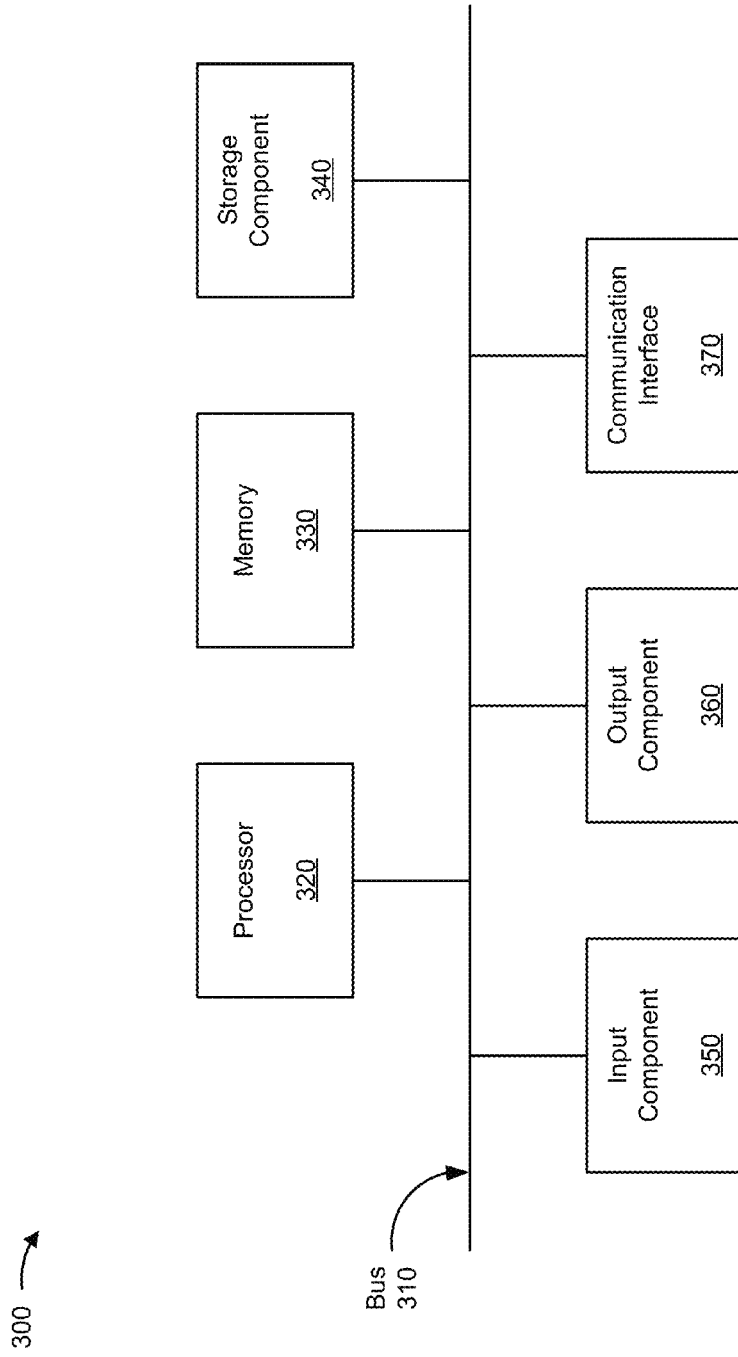 300
Bus
310
Processor
320
Memory
330
Storage
Component
340
Input
Component
350
Output
Component
360
Communication
Interface
370